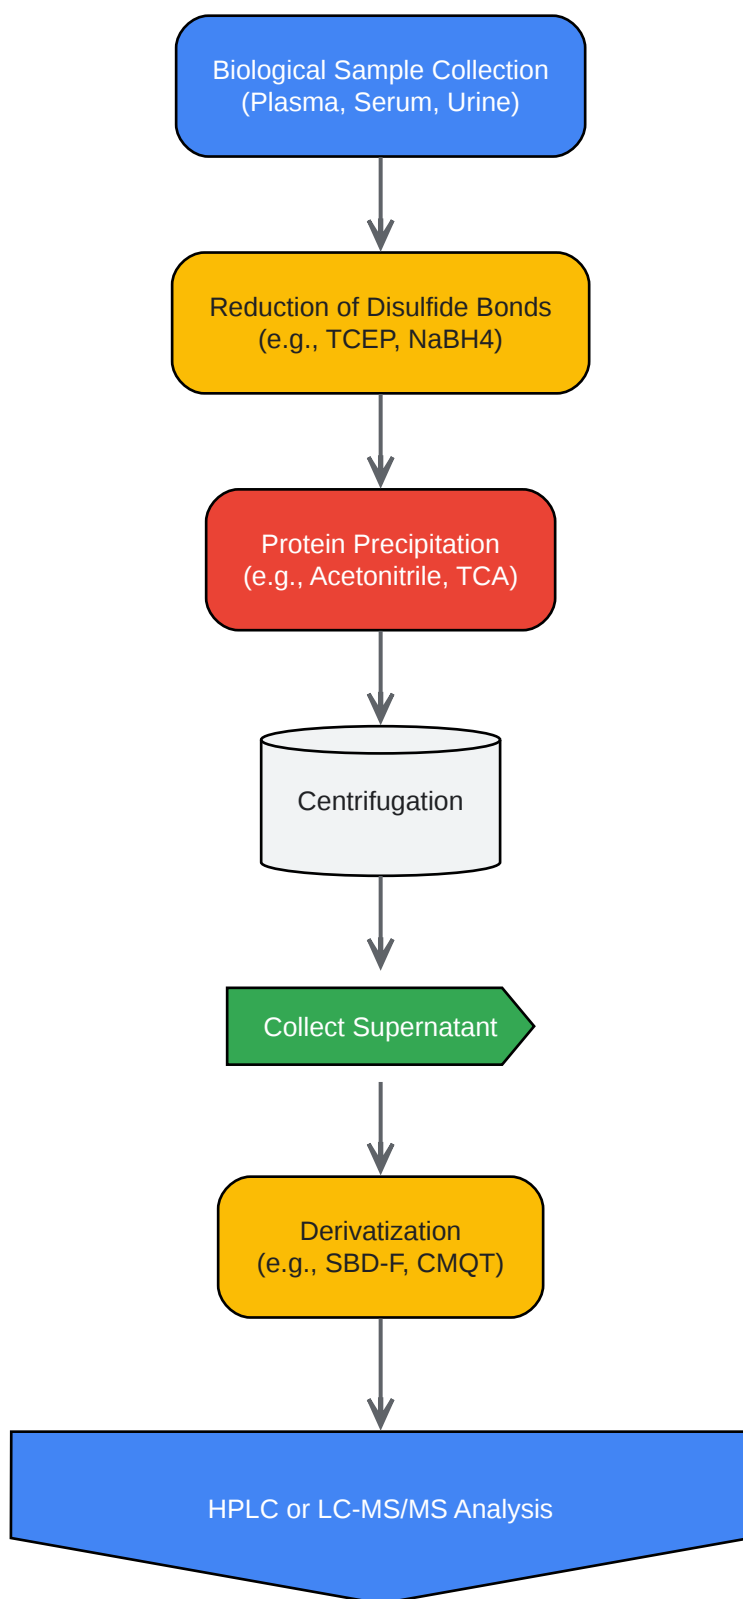 Biological Sample Collection
(Plasma, Serum, Urine)
Reduction of Disulfide Bonds
(e.g., TCEP, NaBH4)
Protein Precipitation
(e.g., Acetonitrile, TCA)
Centrifugation
Collect Supernatant
Derivatization
(e.g., SBD-F, CMQT)
HPLC or LC-MS/MS Analysis